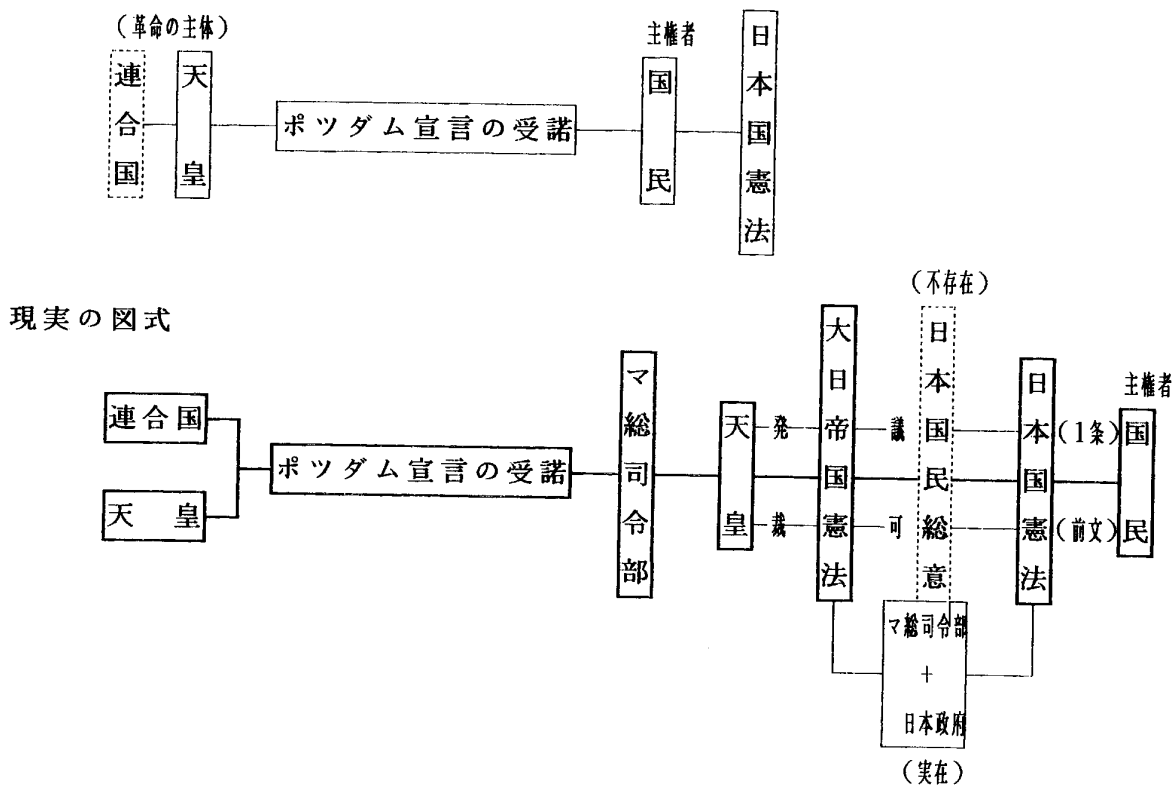 (革命の主体)
連合国
天皇
ポツダム宣言の受諾
主権者
国民
日本国憲法
現実の図式
連合国
天皇
ポツダム宣言の受諾
マ総司令部
天皇
発議
裁可
大日帝国憲法
(不存在)
日本国民総意
マ総司令部
+
日本政府
(実在)
日本国憲法
(1条)
(前文)
主権者
国民